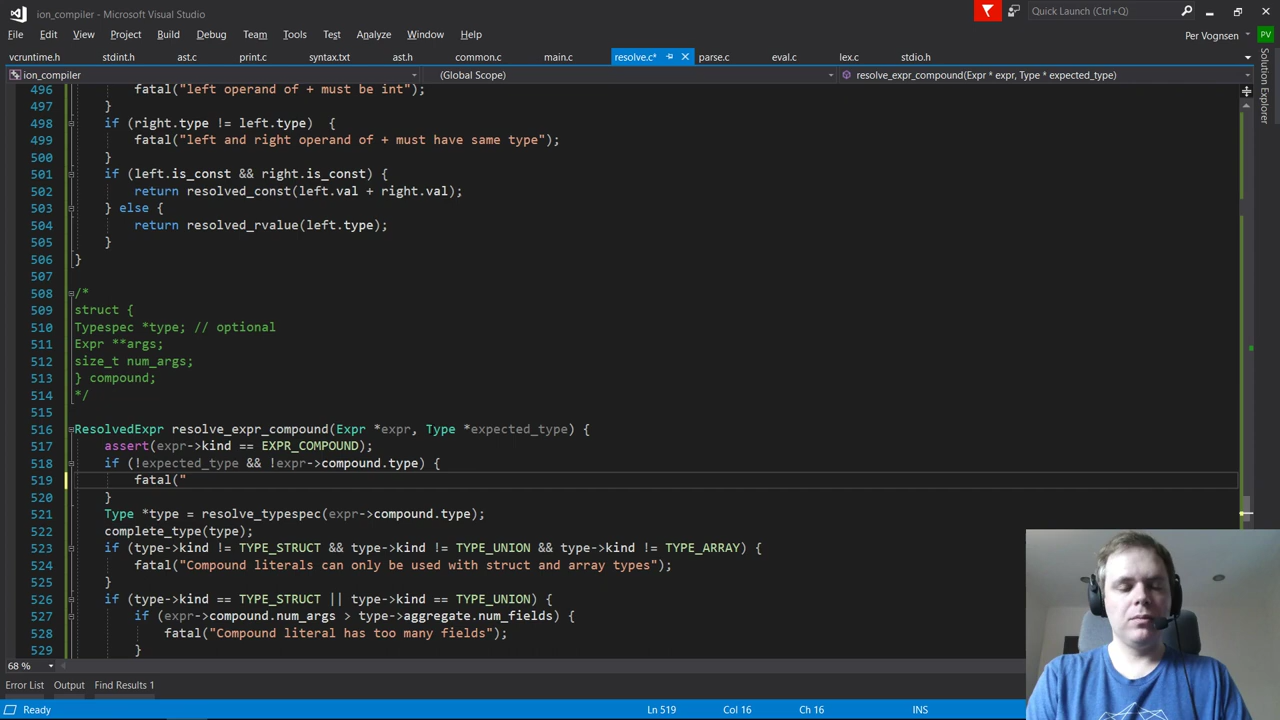 ion_compiler - Microsoft Visual Studio
Quick Launch (Ctrl+Q)
File Edit View Project Build Debug Team Tools Test Analyze Window Help
Per Vognsen PV
vcruntime.h stdint.h ast.c print.c syntax.txt ast.h common.c main.c resolve.c* parse.c eval.c lex.c stdio.h
ion_compiler (Global Scope) resolve_expr_compound(Expr * expr, Type * expected_type)
Solution Explorer
496 fatal("left operand of + must be int");
497 }
498 if (right.type != left.type) {
499 fatal("left and right operand of + must have same type");
500 }
501 if (left.is_const && right.is_const) {
502 return resolved_const(left.val + right.val);
503 } else {
504 return resolved_rvalue(left.type);
505 }
506 }
507
508 /*
509 struct {
510 Typespec *type; // optional
511 Expr **args;
512 size_t num_args;
513 } compound;
514 */
515
516 ResolvedExpr resolve_expr_compound(Expr *expr, Type *expected_type) {
517 assert(expr->kind == EXPR_COMPOUND);
518 if (!expected_type && !expr->compound.type) {
519 fatal("
520 }
521 Type *type = resolve_typespec(expr->compound.type);
522 complete_type(type);
523 if (type->kind != TYPE_STRUCT && type->kind != TYPE_UNION && type->kind != TYPE_ARRAY) {
524 fatal("Compound literals can only be used with struct and array types");
525 }
526 if (type->kind == TYPE_STRUCT || type->kind == TYPE_UNION) {
527 if (expr->compound.num_args > type->aggregate.num_fields) {
528 fatal("Compound literal has too many fields");
529 }
68 %
Error List Output Find Results 1
Ready Ln 519 Col 16 Ch 16 INS